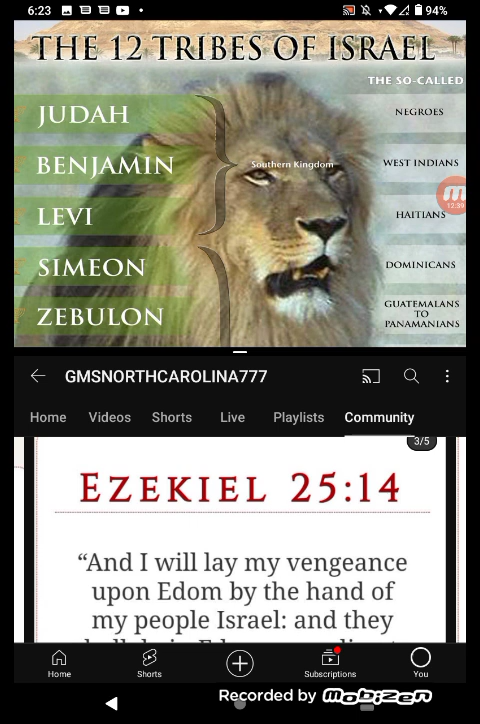 6:23
94%
THE 12 TRIBES OF ISRAEL
THE SO-CALLED
JUDAH
NEGROES
BENJAMIN
Southern Kingdom
WEST INDIANS
12:39
LEVI
HAITIANS
SIMEON
DOMINICANS
ZEBULON
GUATEMALANS
TO
PANAMANIANS
GMSNORTHCAROLINA777
Home Videos Shorts Live Playlists Community
3/5
EZEKIEL 25:14
“And I will lay my vengeance
upon Edom by the hand of
my people Israel: and they
Home Shorts Subscriptions You
Recorded by mobizen